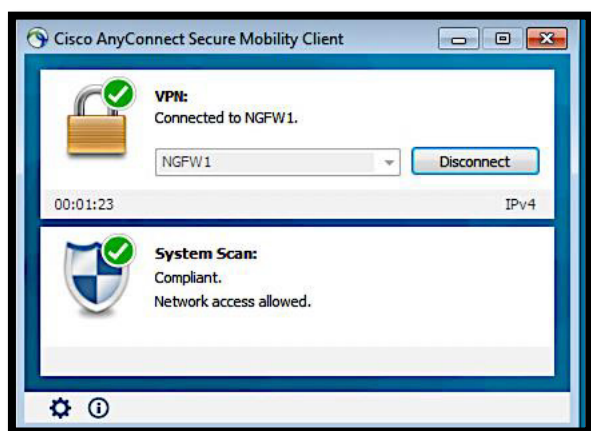 Cisco AnyConnect Secure Mobility Client
VPN:
Connected to NGFW1.
NGFW1
Disconnect
00:01:23
IPv4
System Scan:
Compliant.
Network access allowed.